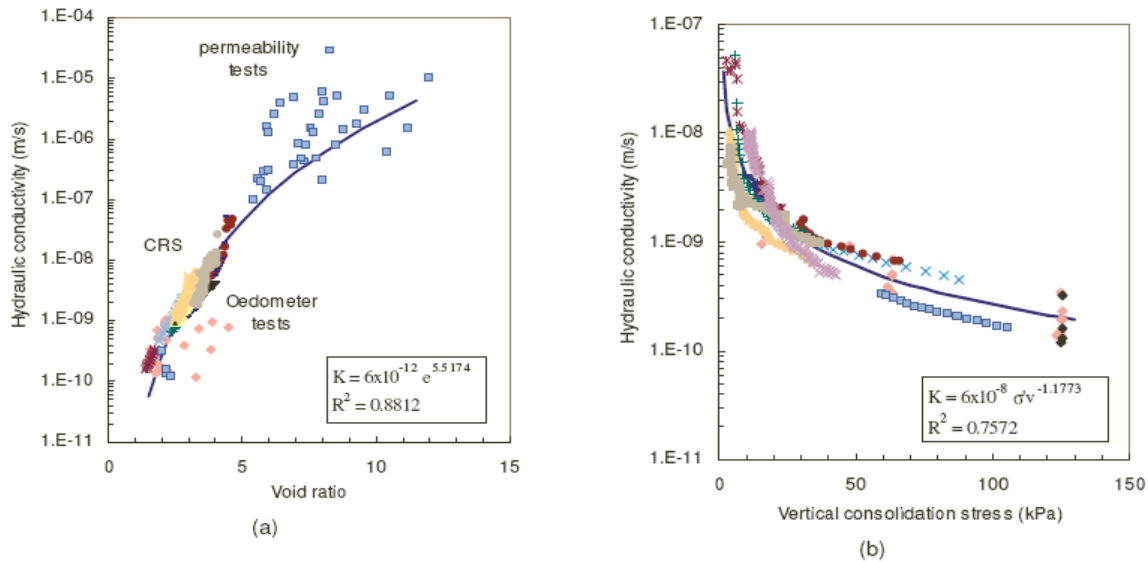 1.E-04
1.E-05
1.E-06
1.E-07
1.E-08
1.E-09
1.E-10
1.E-11
Hydraulic conductivity (m/s)
permeability
tests
CRS
Oedometer
tests
K = 6x10^-12 e^5.5174
R^2 = 0.8812
0 5 10 15
Void ratio
(a)
1.E-07
1.E-08
1.E-09
1.E-10
1.E-11
Hydraulic conductivity (m/s)
K = 6x10^-8 σ'v^-1.1773
R^2 = 0.7572
0 50 100 150
Vertical consolidation stress (kPa)
(b)